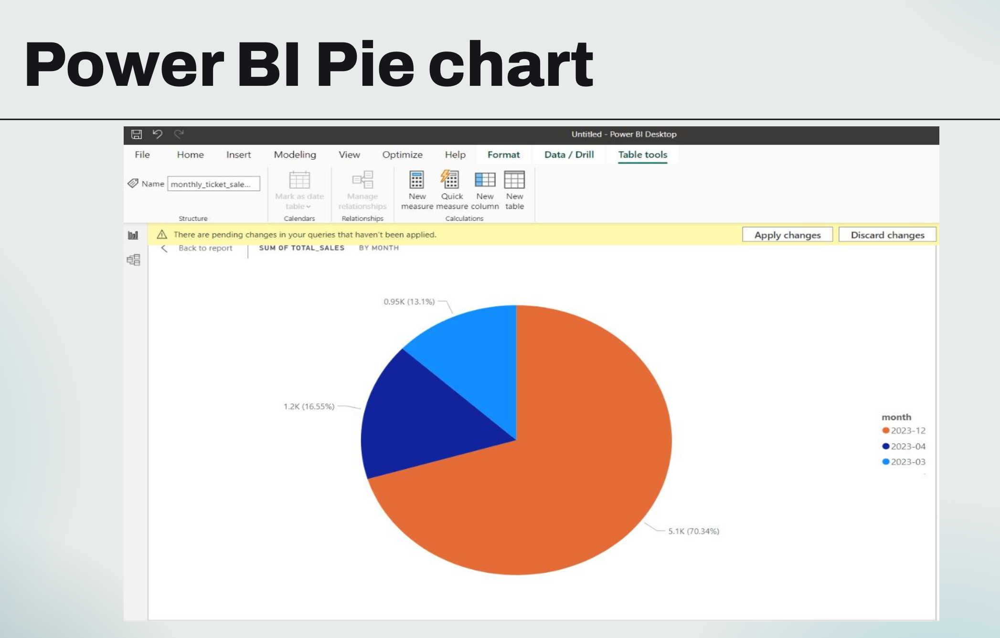 Power BI Pie chart
Untitled - Power BI Desktop
File Home Insert Modeling View Optimize Help Format Data / Drill Table tools
Name monthly_ticket_sale...
Mark as date table
Manage relationships
New measure
Quick measure
New column
New table
Structure Calendars Relationships Calculations
There are pending changes in your queries that haven't been applied. Apply changes Discard changes
Back to report SUM OF TOTAL_SALES BY MONTH
0.95K (13.1%)
1.2K (16.55%)
month
2023-12
2023-04
2023-03
5.1K (70.34%)